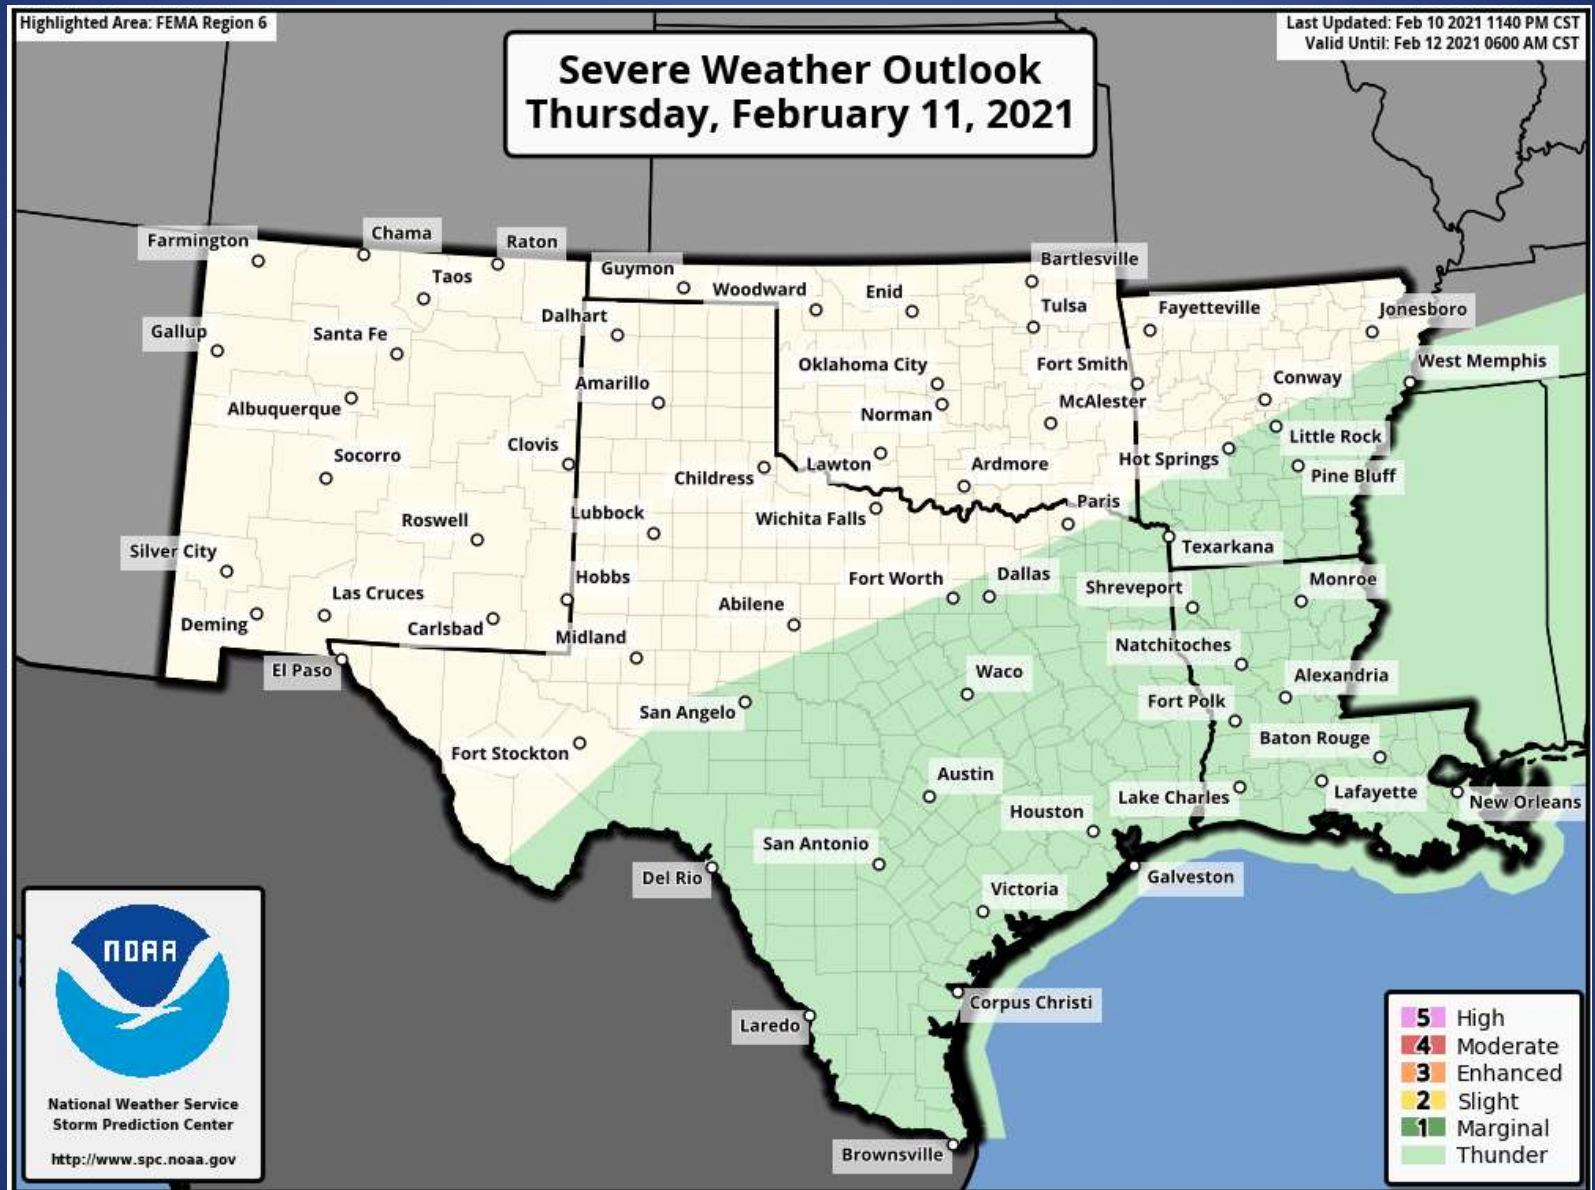 Highlighted Area: FEMA Region 6
Last Updated: Feb 10 2021 1140 PM CST
Valid Until: Feb 12 2021 0600 AM CST
Severe Weather Outlook
Thursday, February 11, 2021
Farmington
Chama
Raton
Taos
Guymon
Woodward
Enid
Bartlesville
Tulsa
Fayetteville
Jonesboro
Gallup
Santa Fe
Dalhart
Oklahoma City
Fort Smith
Conway
West Memphis
Albuquerque
Amarillo
Norman
McAlester
Little Rock
Socorro
Clovis
Childress
Lawton
Ardmore
Hot Springs
Pine Bluff
Roswell
Lubbock
Wichita Falls
Paris
Texarkana
Silver City
Las Cruces
Hobbs
Fort Worth
Dallas
Shreveport
Monroe
Deming
Carlsbad
Midland
Abilene
Natchitoches
El Paso
Waco
Alexandria
San Angelo
Fort Polk
Fort Stockton
Baton Rouge
Austin
Houston
Lake Charles
Lafayette
New Orleans
San Antonio
Del Rio
Victoria
Galveston
Corpus Christi
Laredo
Brownsville
NOAA
National Weather Service
Storm Prediction Center
http://www.spc.noaa.gov
5 High
4 Moderate
3 Enhanced
2 Slight
1 Marginal
Thunder